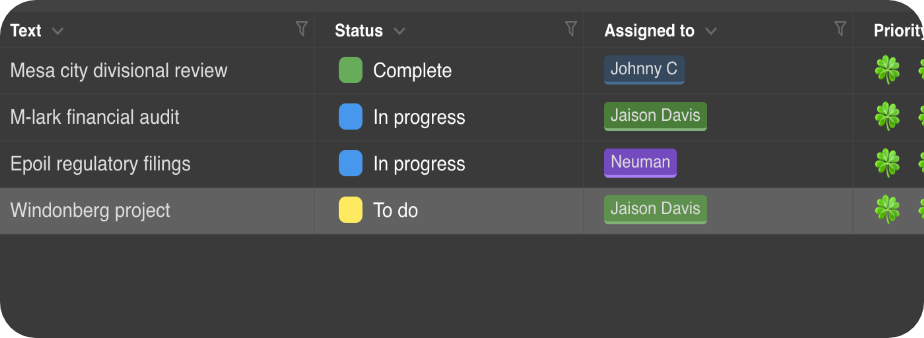 Text Status Assigned to Priority
Mesa city divisional review Complete Johnny C
M-lark financial audit In progress Jaison Davis
Epoil regulatory filings In progress Neuman
Windonberg project To do Jaison Davis